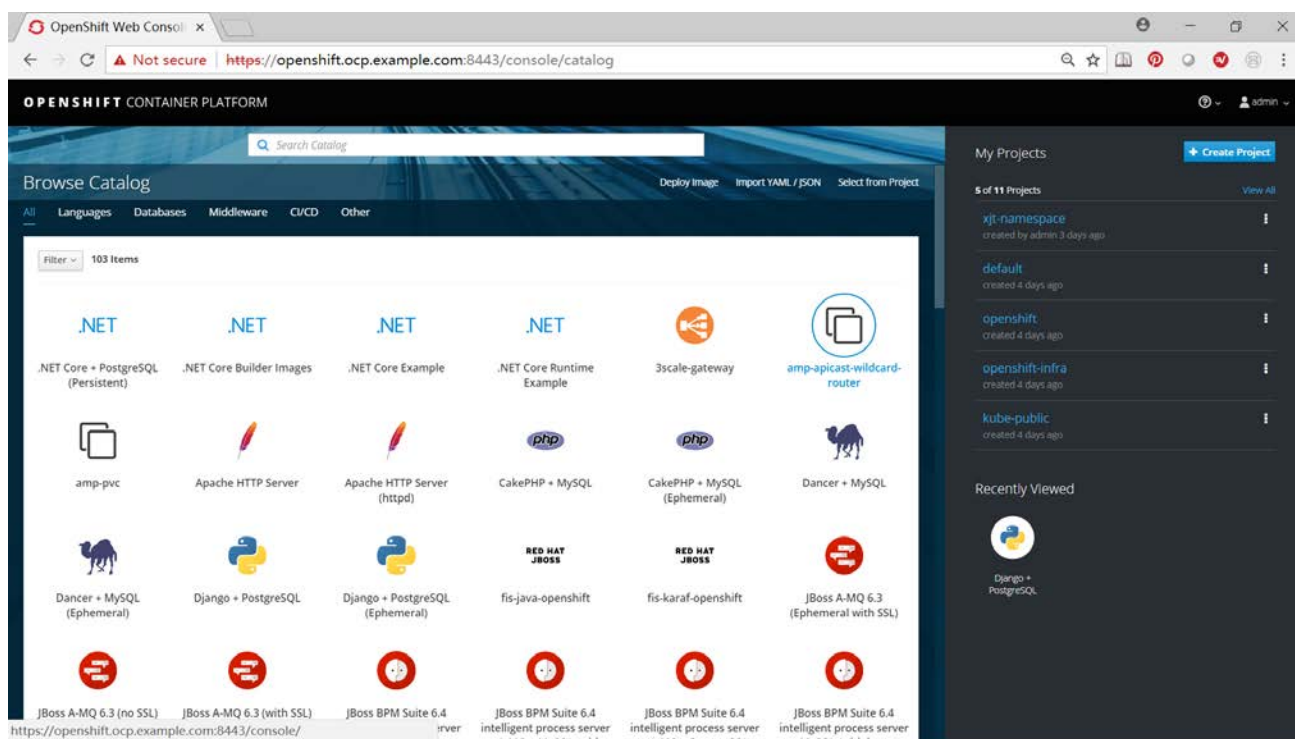 OpenShift Web Consol
Not secure https://openshift.ocp.example.com:8443/console/catalog
OPENSHIFT CONTAINER PLATFORM
admin
Search Catalog
Browse Catalog
Deploy Image Import YAML / JSON Select from Project
All Languages Databases Middleware CI/CD Other
Filter 103 Items
.NET .NET .NET .NET
.NET Core + PostgreSQL .NET Core Builder Images .NET Core Example .NET Core Runtime 3scale-gateway amp-apicast-wildcard-
(Persistent) Example router
php php
amp-pvc Apache HTTP Server Apache HTTP Server CakePHP + MySQL CakePHP + MySQL Dancer + MySQL
(httpd) (Ephemeral)
RED HAT RED HAT
JBOSS JBOSS
Dancer + MySQL Django + PostgreSQL Django + PostgreSQL fis-java-openshift fis-karaf-openshift JBoss A-MQ 6.3
(Ephemeral) (Ephemeral) (Ephemeral with SSL)
JBoss A-MQ 6.3 (no SSL) JBoss A-MQ 6.3 (with SSL) JBoss BPM Suite 6.4 JBoss BPM Suite 6.4 JBoss BPM Suite 6.4 JBoss BPM Suite 6.4
https://openshift.ocp.example.com:8443/console/ intelligent process server intelligent process server intelligent process server
My Projects
Create Project
5 of 11 Projects View All
xjt-namespace
created by admin 3 days ago
default
created 4 days ago
openshift
created 4 days ago
openshift-infra
created 4 days ago
kube-public
created 4 days ago
Recently Viewed
Django +
PostgreSQL